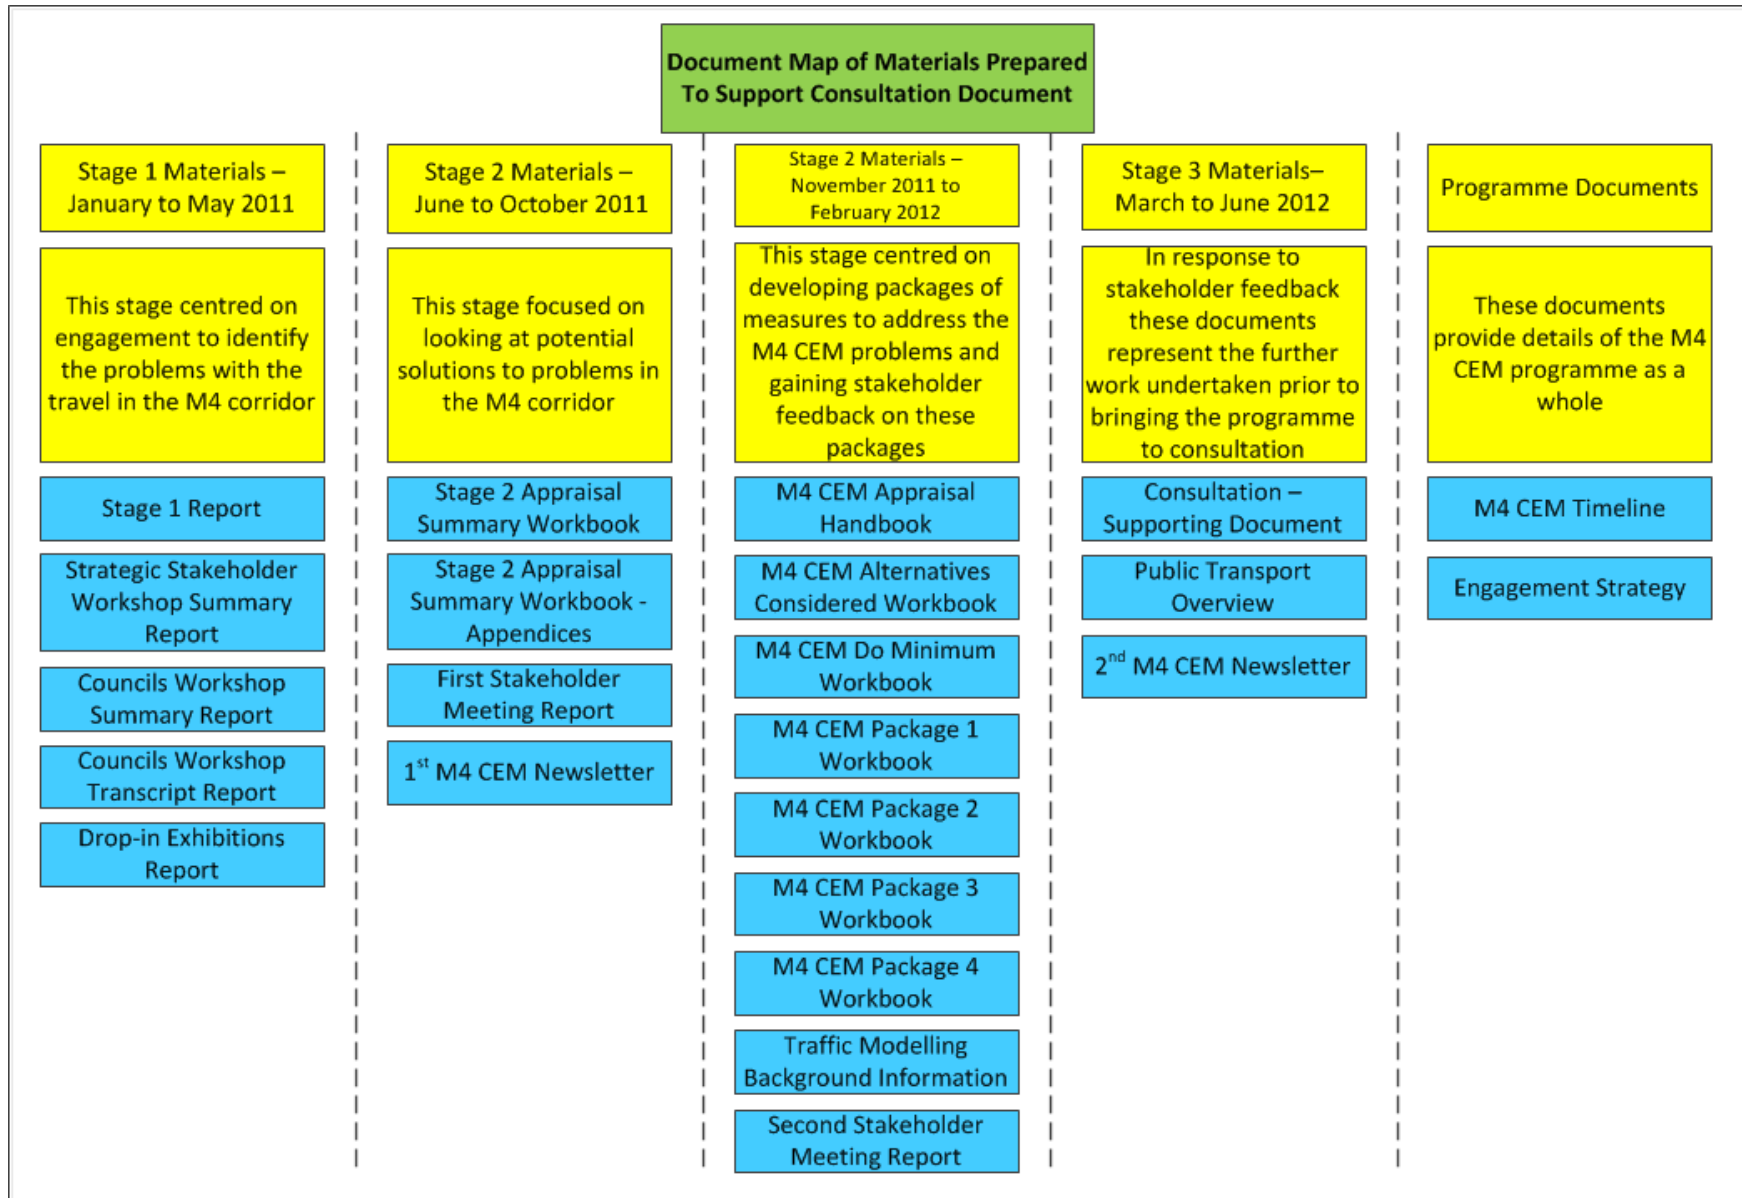 Document Map of Materials Prepared
To Support Consultation Document
Stage 1 Materials –
January to May 2011
This stage centred on
engagement to identify
the problems with the
travel in the M4 corridor
Stage 1 Report
Strategic Stakeholder
Workshop Summary
Report
Councils Workshop
Summary Report
Councils Workshop
Transcript Report
Drop-in Exhibitions
Report
Stage 2 Materials –
June to October 2011
This stage focused on
looking at potential
solutions to problems in
the M4 corridor
Stage 2 Appraisal
Summary Workbook
Stage 2 Appraisal
Summary Workbook -
Appendices
First Stakeholder
Meeting Report
1st M4 CEM Newsletter
Stage 2 Materials –
November 2011 to
February 2012
This stage centred on
developing packages of
measures to address the
M4 CEM problems and
gaining stakeholder
feedback on these
packages
M4 CEM Appraisal
Handbook
M4 CEM Alternatives
Considered Workbook
M4 CEM Do Minimum
Workbook
M4 CEM Package 1
Workbook
M4 CEM Package 2
Workbook
M4 CEM Package 3
Workbook
M4 CEM Package 4
Workbook
Traffic Modelling
Background Information
Second Stakeholder
Meeting Report
Stage 3 Materials–
March to June 2012
In response to
stakeholder feedback
these documents
represent the further
work undertaken prior to
bringing the programme
to consultation
Consultation –
Supporting Document
Public Transport
Overview
2nd M4 CEM Newsletter
Programme Documents
These documents
provide details of the M4
CEM programme as a
whole
M4 CEM Timeline
Engagement Strategy